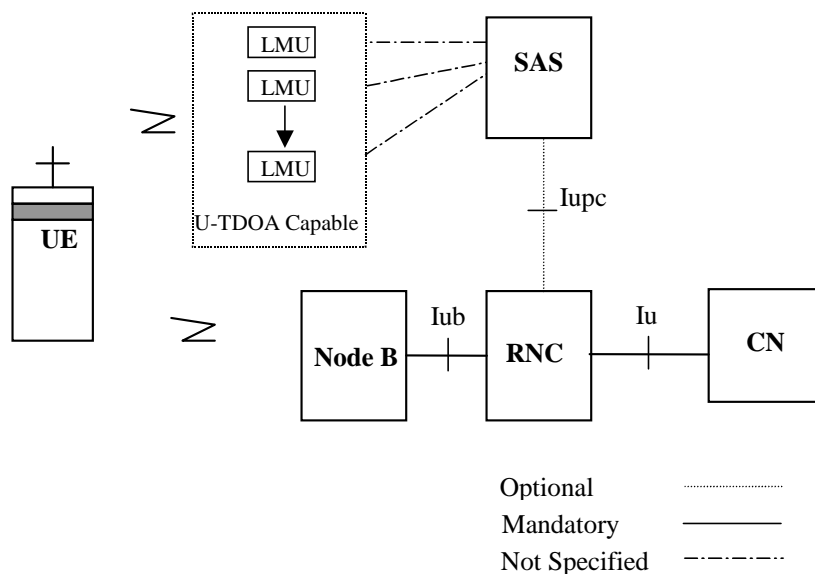 LMU
LMU
LMU
U-TDOA Capable
SAS
Iupc
UE
Node B
Iub
RNC
Iu
CN
Optional
Mandatory
Not Specified